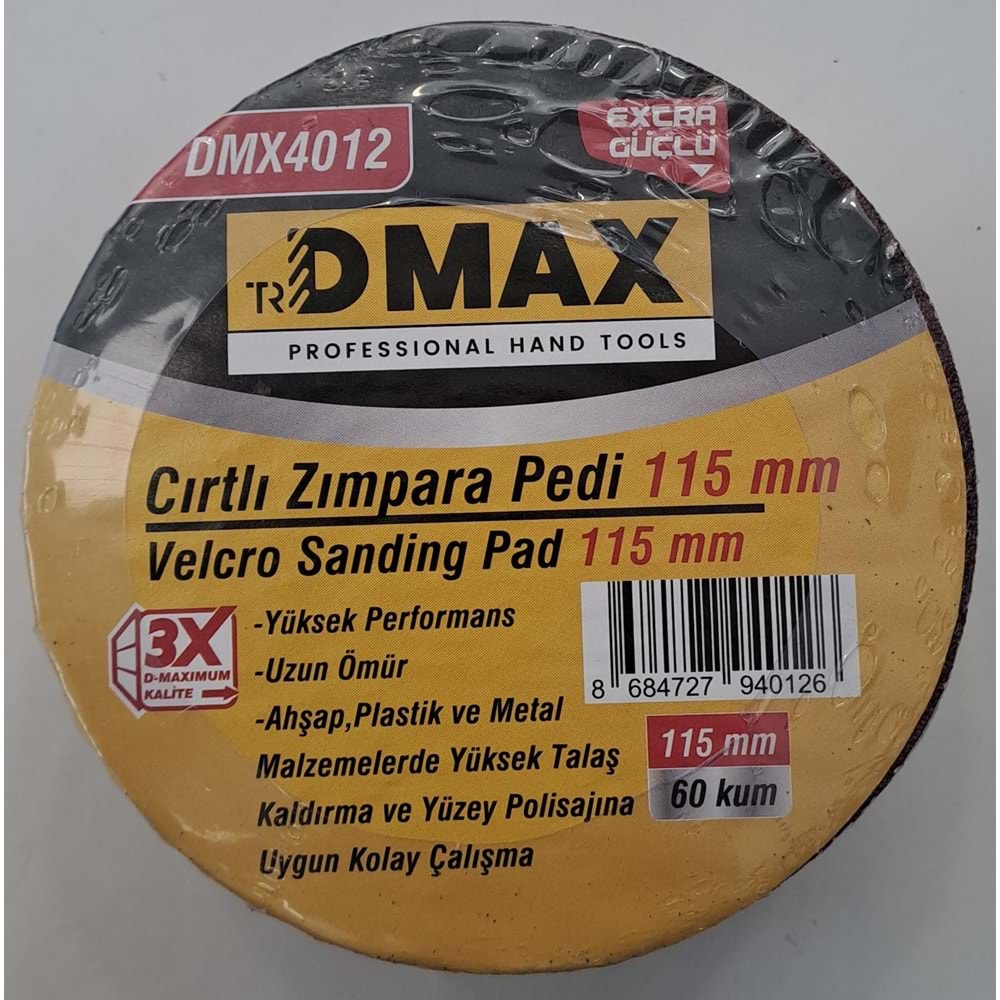 DMX4012
EXTRA
GÜÇLÜ
TR DMAX
PROFESSIONAL HAND TOOLS
Cırtlı Zımpara Pedi 115 mm
Velcro Sanding Pad 115 mm
3X
D-MAXIMUM
KALİTE
-Yüksek Performans
-Uzun Ömür
-Ahşap,Plastik ve Metal
Malzemelerde Yüksek Talaş
Kaldırma ve Yüzey Polisajına
Uygun Kolay Çalışma
8 684727 940126
115 mm
60 kum